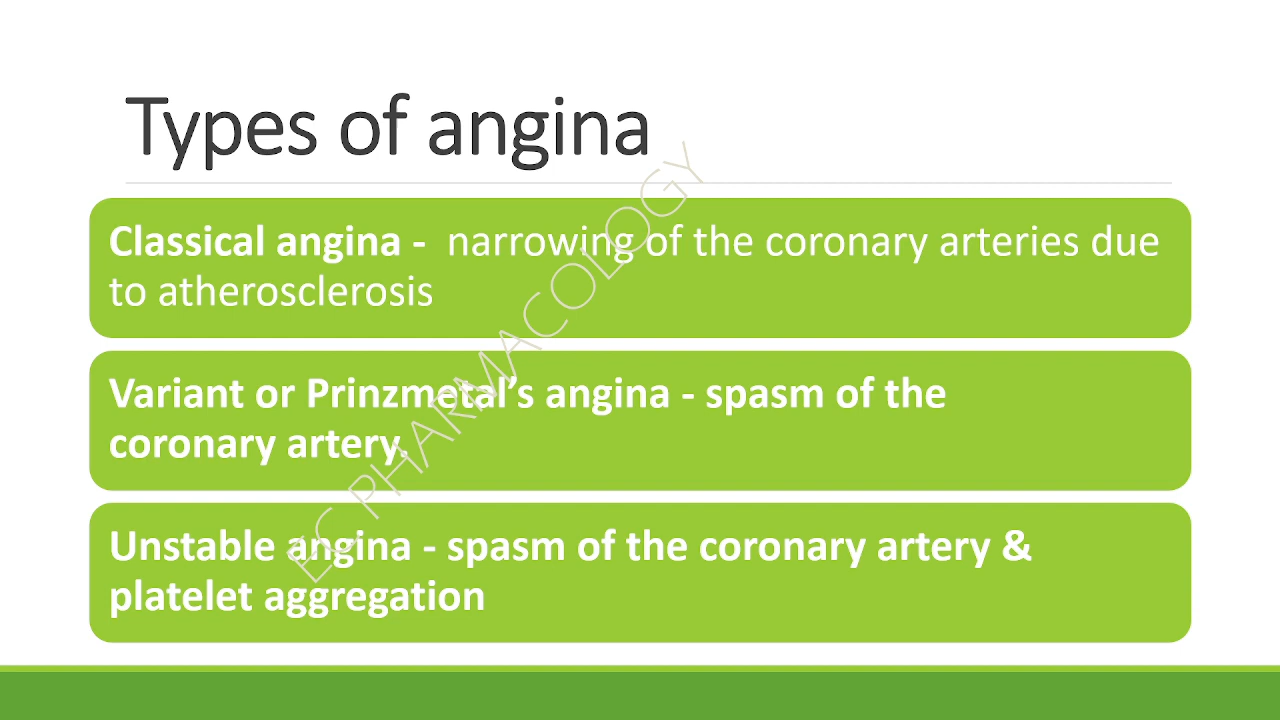 Types of angina
Classical angina - narrowing of the coronary arteries due
to atherosclerosis
Variant or Prinzmetal’s angina - spasm of the
coronary artery.
Unstable angina - spasm of the coronary artery &
platelet aggregation
EC PHARMACOLOGY